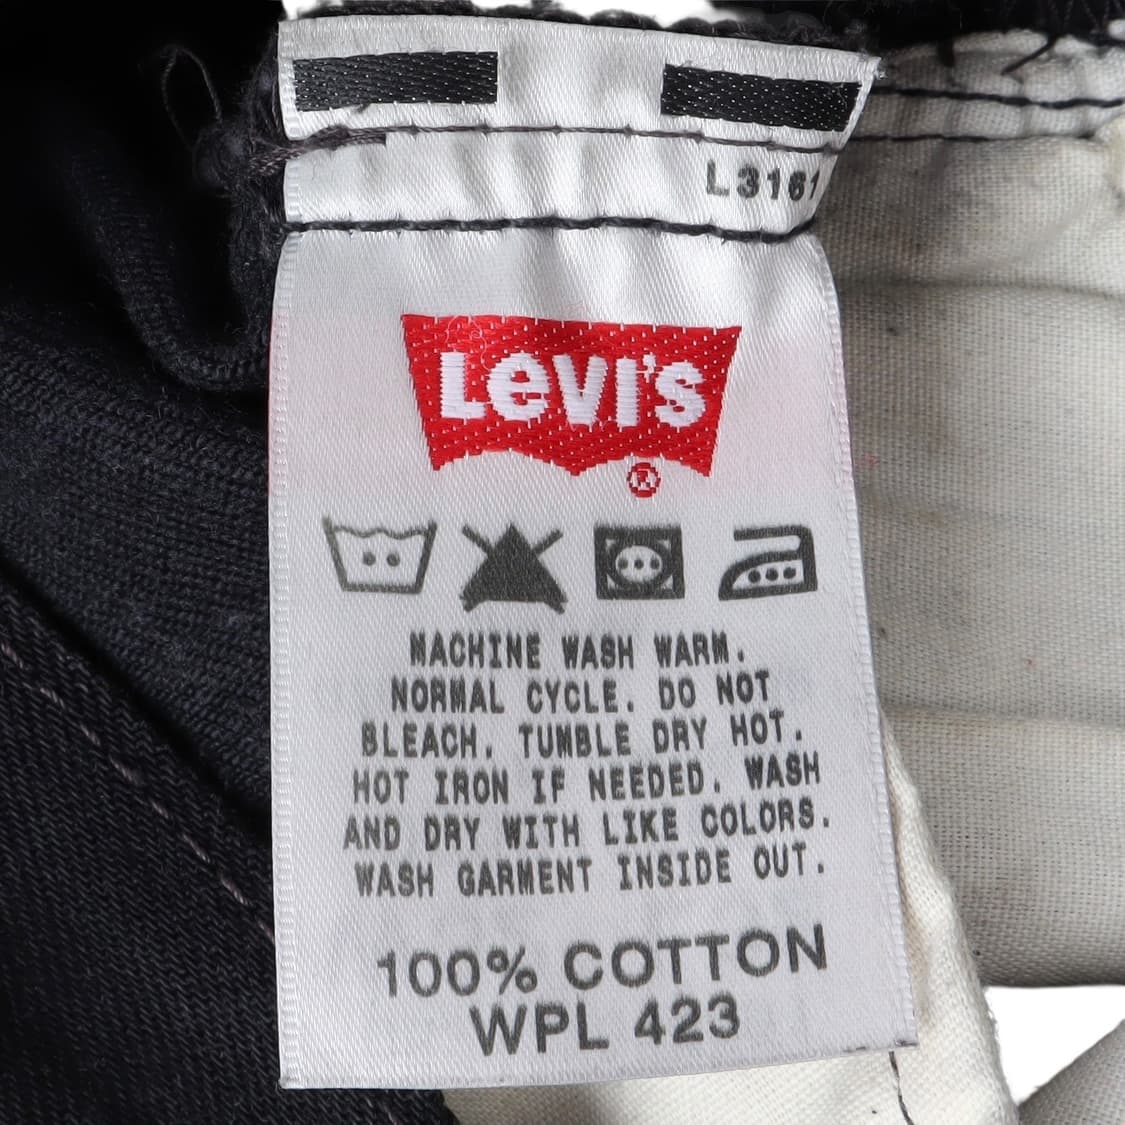 L3161
LEVI'S
®
MACHINE WASH WARM.
NORMAL CYCLE. DO NOT
BLEACH. TUMBLE DRY HOT.
HOT IRON IF NEEDED. WASH
AND DRY WITH LIKE COLORS.
WASH GARMENT INSIDE OUT.
100% COTTON
WPL 423